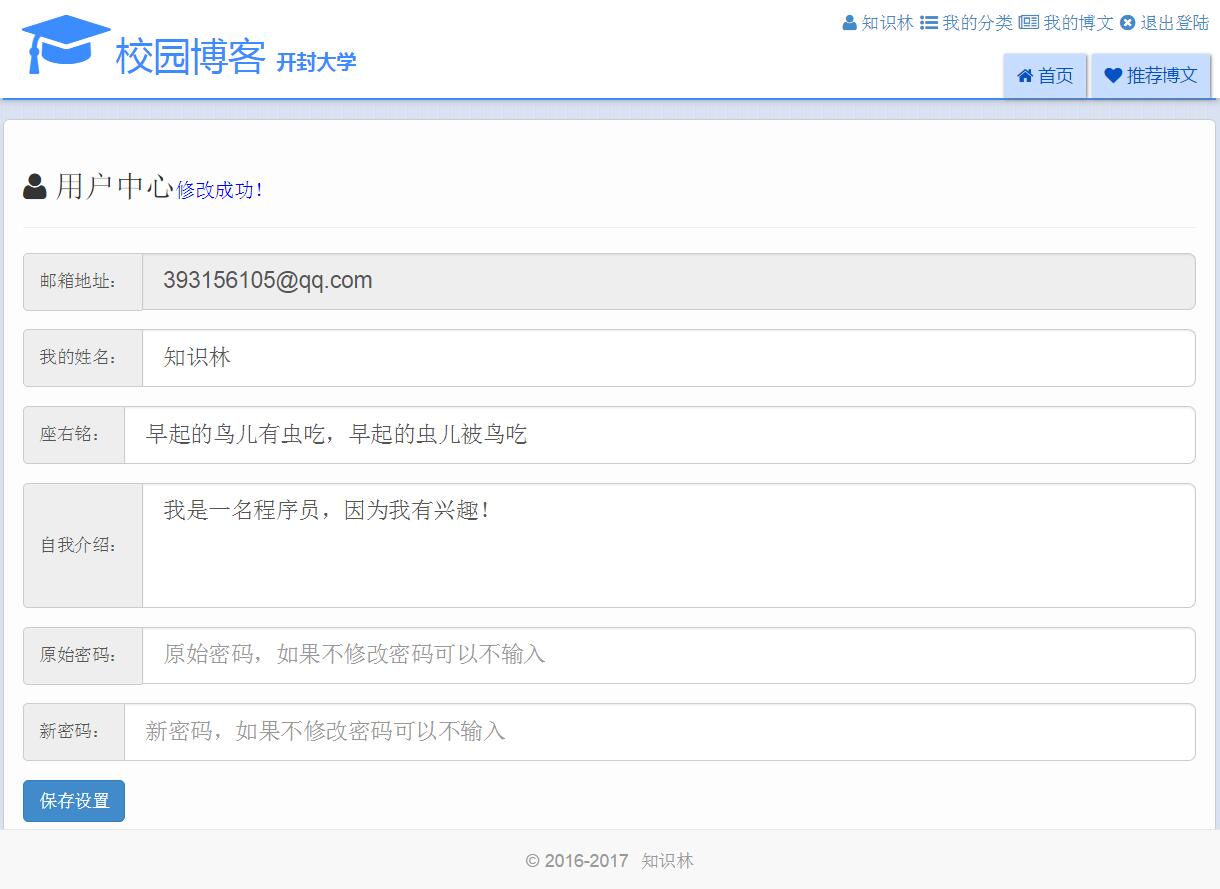 知识林 我的分类 我的博文 退出登陆
校园博客 开封大学
首页 推荐博文
用户中心修改成功！
邮箱地址： 393156105@qq.com
我的姓名： 知识林
座右铭： 早起的鸟儿有虫吃，早起的虫儿被鸟吃
自我介绍： 我是一名程序员，因为我有兴趣！
原始密码： 原始密码，如果不修改密码可以不输入
新密码： 新密码，如果不修改密码可以不输入
保存设置
© 2016-2017 知识林